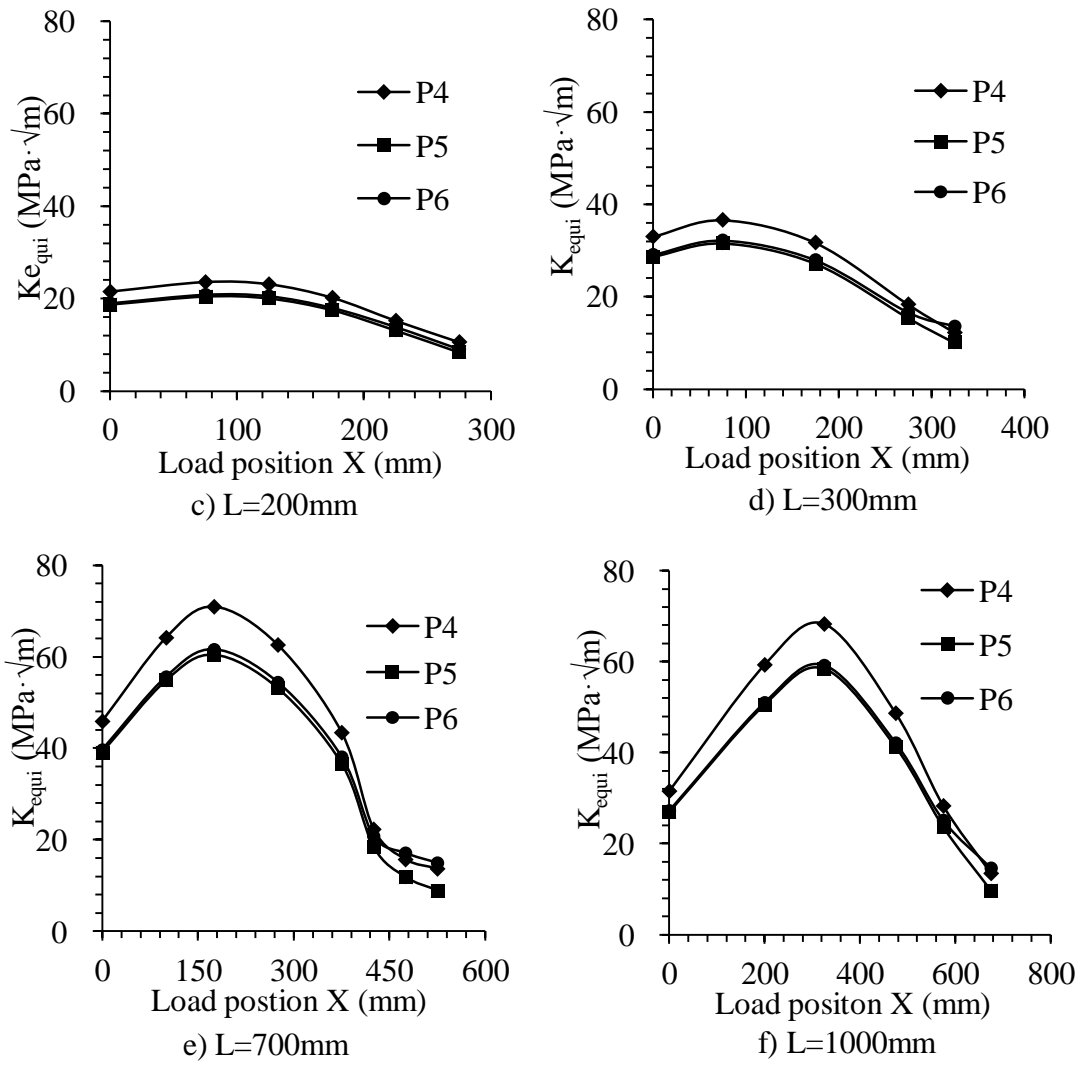 80
60
40
20
0
Ke_equi (MPa·√m)
P4
P5
P6
0 100 200 300
Load position X (mm)
c) L=200mm
80
60
40
20
0
K_equi (MPa·√m)
P4
P5
P6
0 100 200 300 400
Load position X (mm)
d) L=300mm
80
60
40
20
0
K_equi (MPa·√m)
P4
P5
P6
0 150 300 450 600
Load postion X (mm)
e) L=700mm
80
60
40
20
0
K_equi (MPa·√m)
P4
P5
P6
0 200 400 600 800
Load positon X (mm)
f) L=1000mm